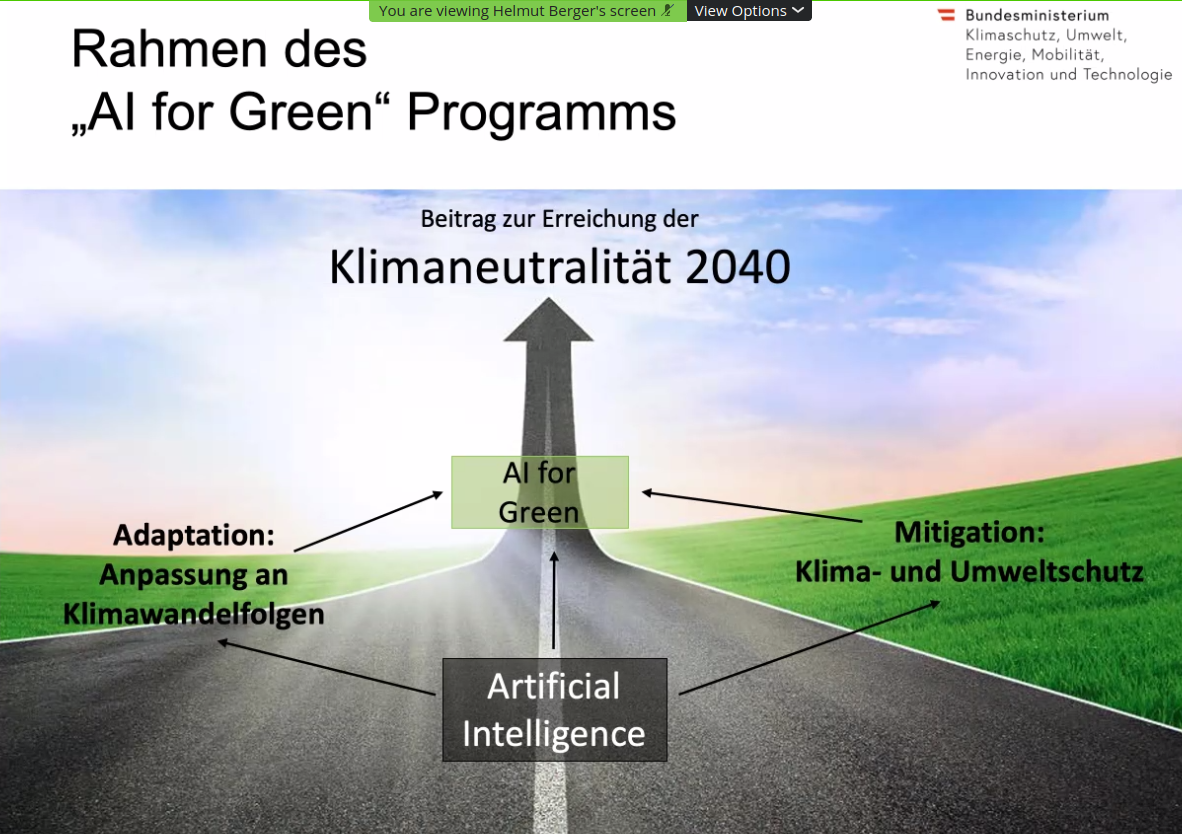 You are viewing Helmut Berger's screen
View Options
Rahmen des
„AI for Green“ Programms
Bundesministerium
Klimaschutz, Umwelt,
Energie, Mobilität,
Innovation und Technologie
Beitrag zur Erreichung der
Klimaneutralität 2040
AI for
Green
Adaptation:
Anpassung an
Klimawandelfolgen
Mitigation:
Klima- und Umweltschutz
Artificial
Intelligence